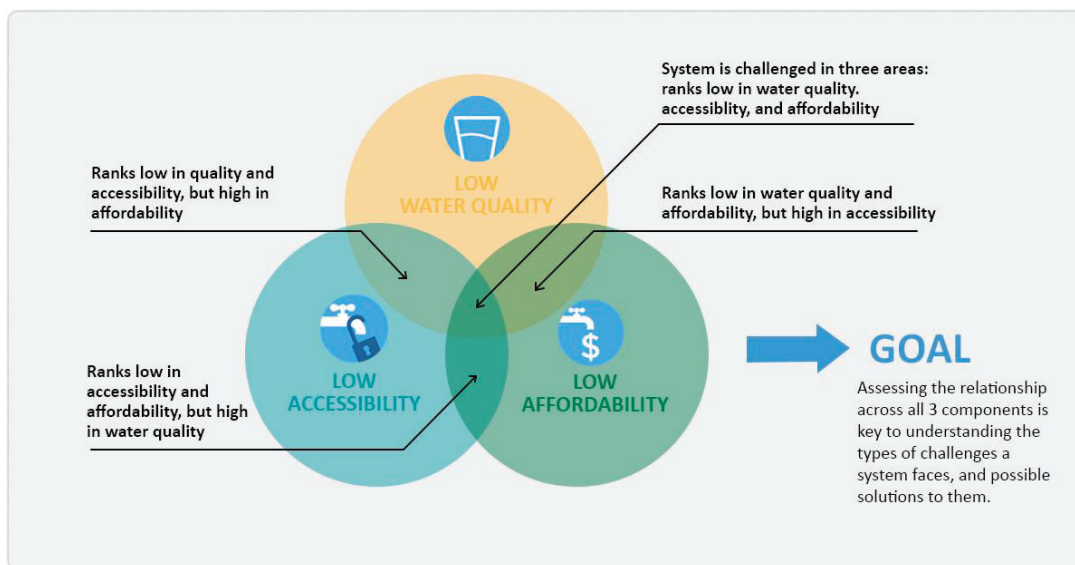 System is challenged in three areas:
ranks low in water quality.
accessiblity, and affordability
Ranks low in quality and
accessibility, but high in
affordability
LOW
WATER QUALITY
Ranks low in water quality and
affordability, but high in accessibility
Ranks low in
accessibility and
affordability, but high
in water quality
LOW
ACCESSIBILITY
$
LOW
AFFORDABILITY
GOAL
Assessing the relationship
across all 3 components is
key to understanding the
types of challenges a
system faces, and possible
solutions to them.